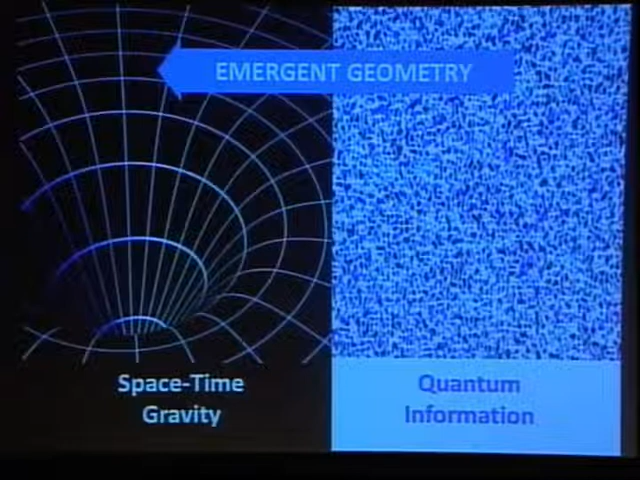 EMERGENT GEOMETRY
Space-Time
Gravity
Quantum
Information